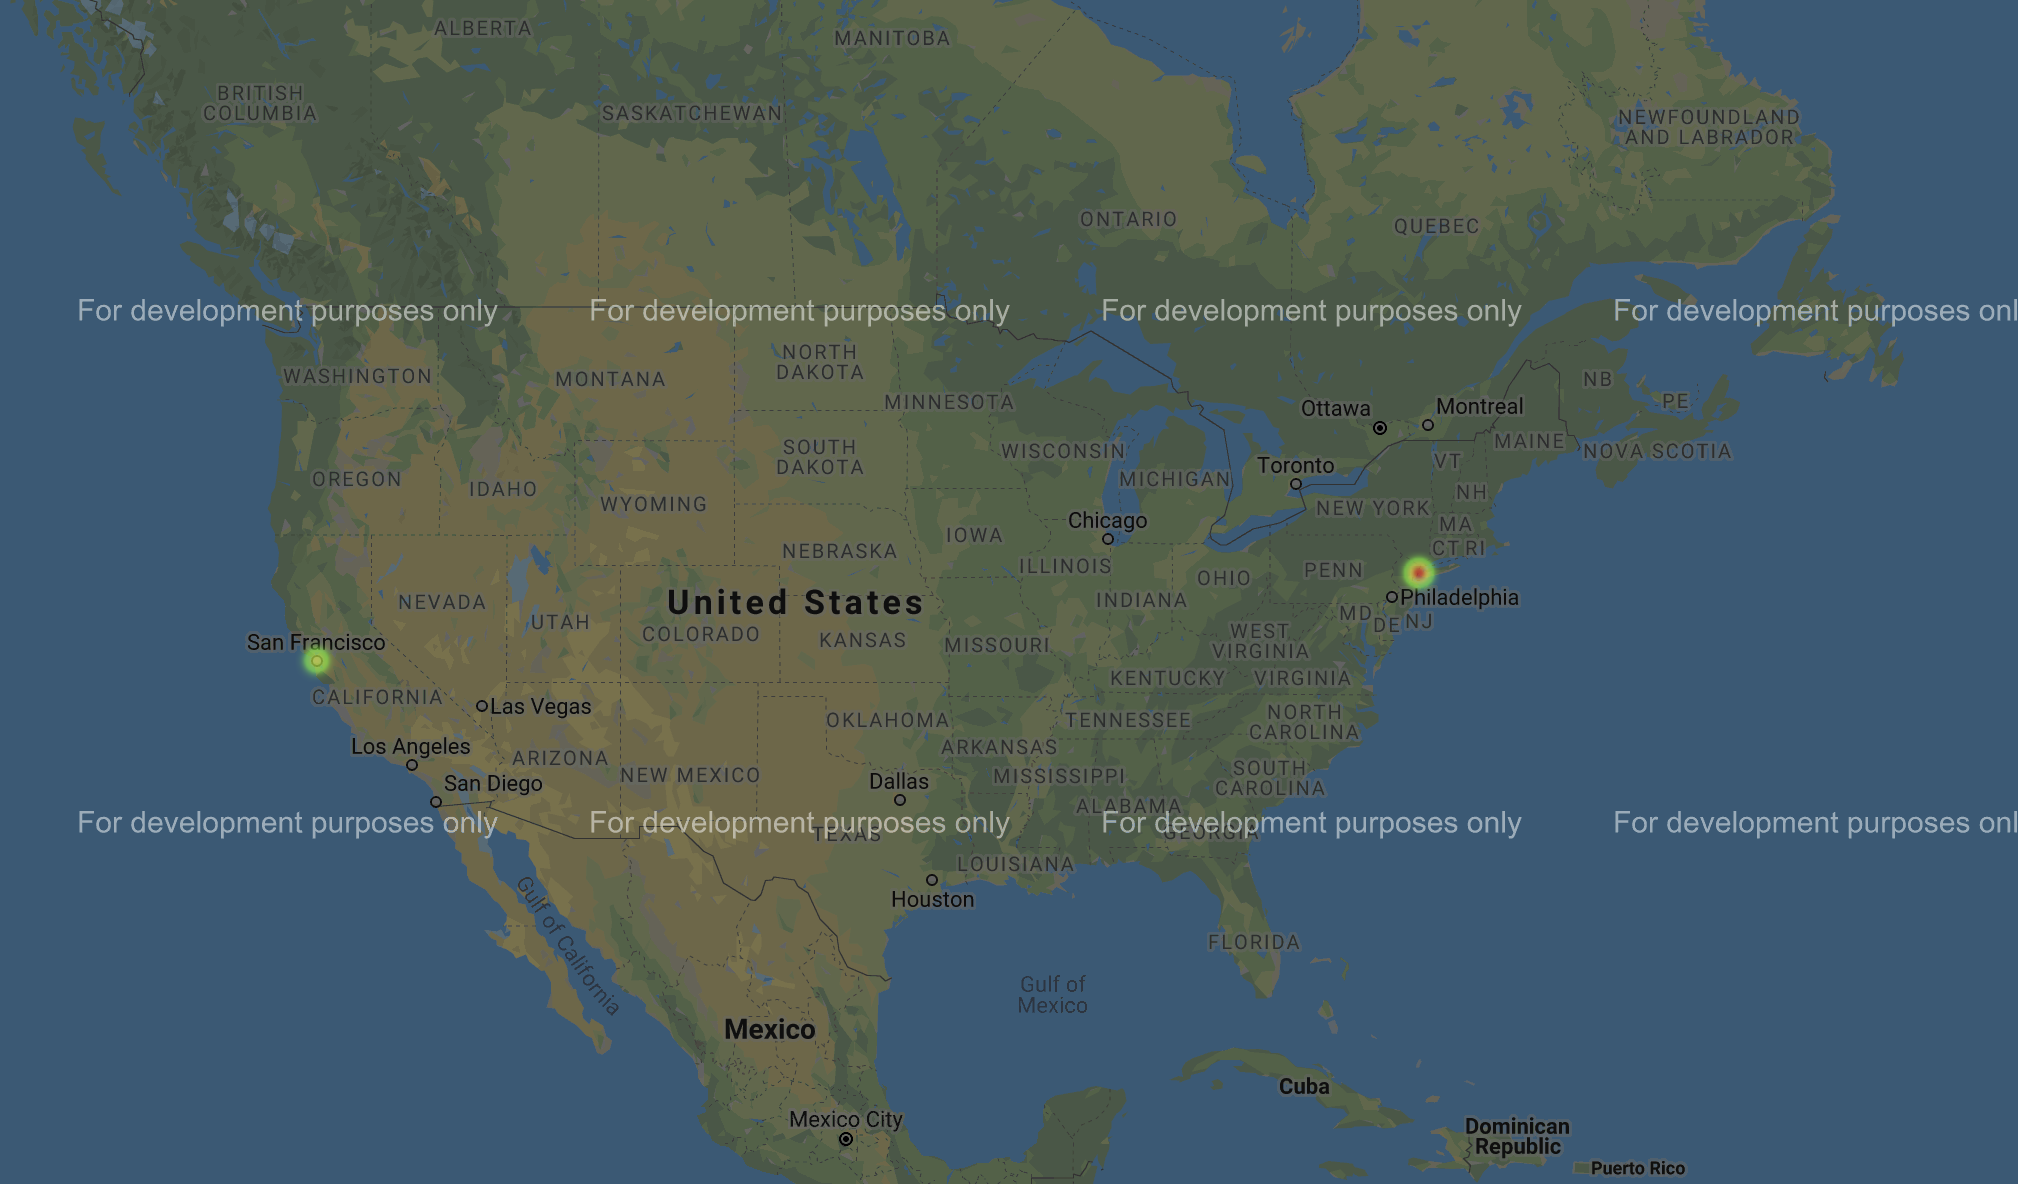 ALBERTA
MANITOBA
BRITISH
COLUMBIA
SASKATCHEWAN
NEWFOUNDLAND
AND LABRADOR
ONTARIO
QUEBEC
For development purposes only
For development purposes only
For development purposes only
For development purposes onl
WASHINGTON
MONTANA
NORTH
DAKOTA
MINNESOTA
NB
PE
Ottawa
Montreal
MAINE
NOVA SCOTIA
OREGON
IDAHO
WYOMING
SOUTH
DAKOTA
WISCONSIN
MICHIGAN
Toronto
VT
NH
NEW YORK
MA
CT
RI
Chicago
IOWA
NEBRASKA
ILLINOIS
INDIANA
OHIO
PENN
Philadelphia
MD
DE
NJ
NEVADA
UTAH
United States
COLORADO
KANSAS
MISSOURI
WEST
VIRGINIA
KENTUCKY
VIRGINIA
San Francisco
CALIFORNIA
Las Vegas
OKLAHOMA
TENNESSEE
NORTH
CAROLINA
Los Angeles
ARIZONA
NEW MEXICO
ARKANSAS
MISSISSIPPI
SOUTH
CAROLINA
San Diego
Dallas
ALABAMA
For development purposes only
For development purposes only
For development purposes only
For development purposes onl
TEXAS
GEORGIA
LOUISIANA
Houston
Gulf of California
FLORIDA
Gulf of
Mexico
Mexico
Cuba
Mexico City
Dominican
Republic
Puerto Rico